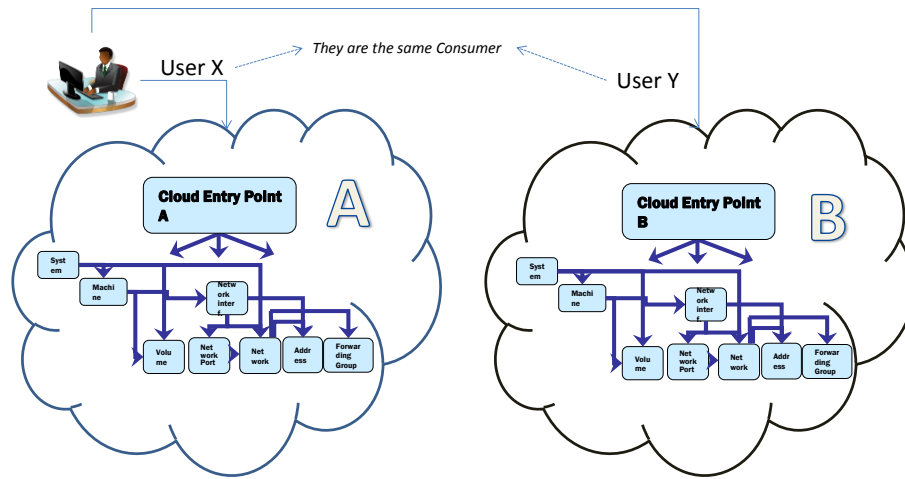 They are the same Consumer
User X
User Y
Cloud Entry Point
A
A
Syst
em
Machi
ne
Netw
ork
interf
.
Volu
me
Net
work
Port
Net
work
Addr
ess
Forwar
ding
Group
Cloud Entry Point
B
B
Syst
em
Machi
ne
Netw
ork
inter
f.
Volu
me
Net
work
Port
Net
work
Addr
ess
Forwar
ding
Group